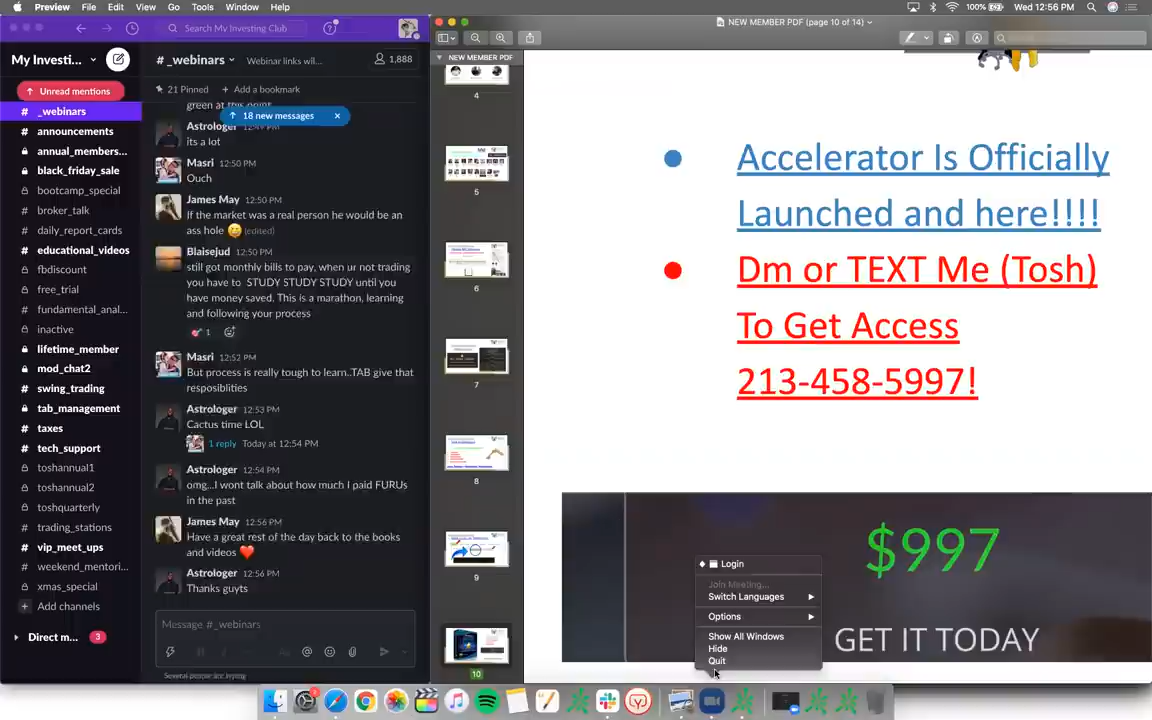 Preview File Edit View Go Tools Window Help
100% Wed 12:56 PM
Search My Investing Club
NEW MEMBER PDF (page 10 of 14)
My Investi...
# _webinars
Webinar links wil...
1,888
Unread mentions
21 Pinned
Add a bookmark
# _webinars
# announcements
annual_members...
black_friday_sale
bootcamp_special
# broker_talk
# daily_report_cards
# educational_videos
fbdiscount
# free_trial
# fundamental_anal...
# inactive
lifetime_member
mod_chat2
# swing_trading
tab_management
# taxes
# tech_support
toshannual1
toshannual2
toshquarterly
# trading_stations
# vip_meet_ups
# weekend_mentori...
xmas_special
+ Add channels
Direct m... 3
green at this point
18 new messages
Astrologer 12:49 PM
its a lot
Masri 12:50 PM
Ouch
James May 12:50 PM
If the market was a real person he would be an
ass hole (edited)
Blaisejud 12:50 PM
still got monthly bills to pay, when ur not trading
you have to STUDY STUDY STUDY until you
have money saved. This is a marathon, learning
and following your process
1
Masri 12:52 PM
But process is really tough to learn..TAB give that
resposiblities
Astrologer 12:53 PM
Cactus time LOL
1 reply Today at 12:54 PM
Astrologer 12:54 PM
omg...I wont talk about how much I paid FURUs
in the past
James May 12:56 PM
Have a great rest of the day back to the books
and videos
Astrologer 12:56 PM
Thanks guyts
Message #_webinars
Several people are typing
NEW MEMBER PDF
4
5
6
7
8
9
10
Accelerator Is Officially
Launched and here!!!!
Dm or TEXT Me (Tosh)
To Get Access
213-458-5997!
$997
GET IT TODAY
Login
Join Meeting...
Switch Languages
Options
Show All Windows
Hide
Quit